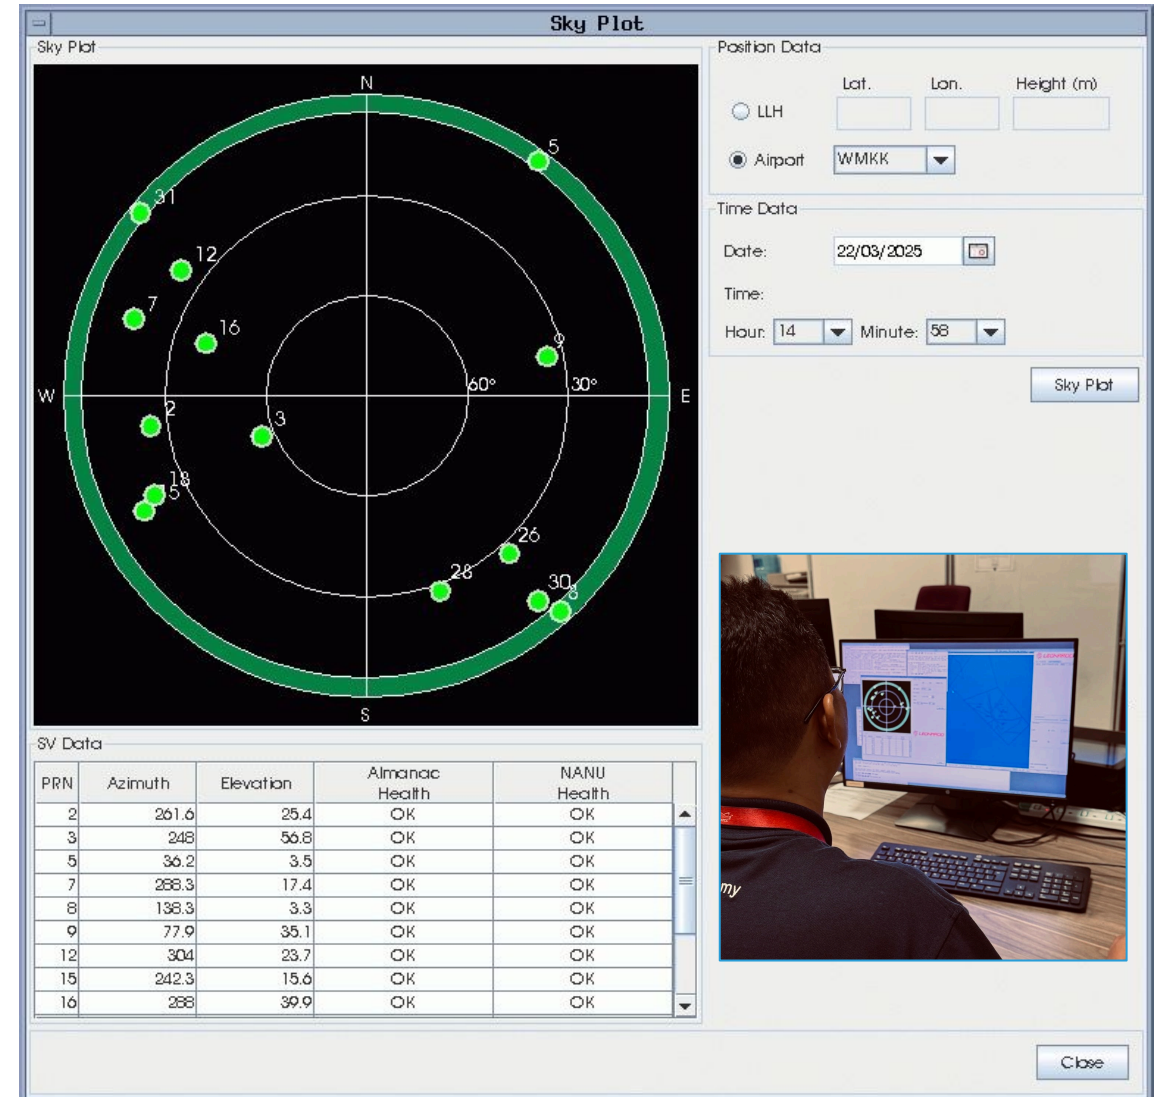 Sky Plot
Sky Plot
N
5
31
12
7
16
9
60°
30°
W
E
2
3
18
15
26
28
30
8
S
Position Data
Lat.
Lon.
Height (m)
LLH
Airport
WMKK
Time Data
Date:
22/03/2025
Time:
Hour:
14
Minute:
58
Sky Plot
SV Data
PRN Azimuth Elevation Almanac Health NANU Health
2 261.6 25.4 OK OK
3 248 56.8 OK OK
5 36.2 3.5 OK OK
7 288.3 17.4 OK OK
8 138.3 3.3 OK OK
9 77.9 35.1 OK OK
12 304 23.7 OK OK
15 242.3 15.6 OK OK
16 288 39.9 OK OK
my
Close